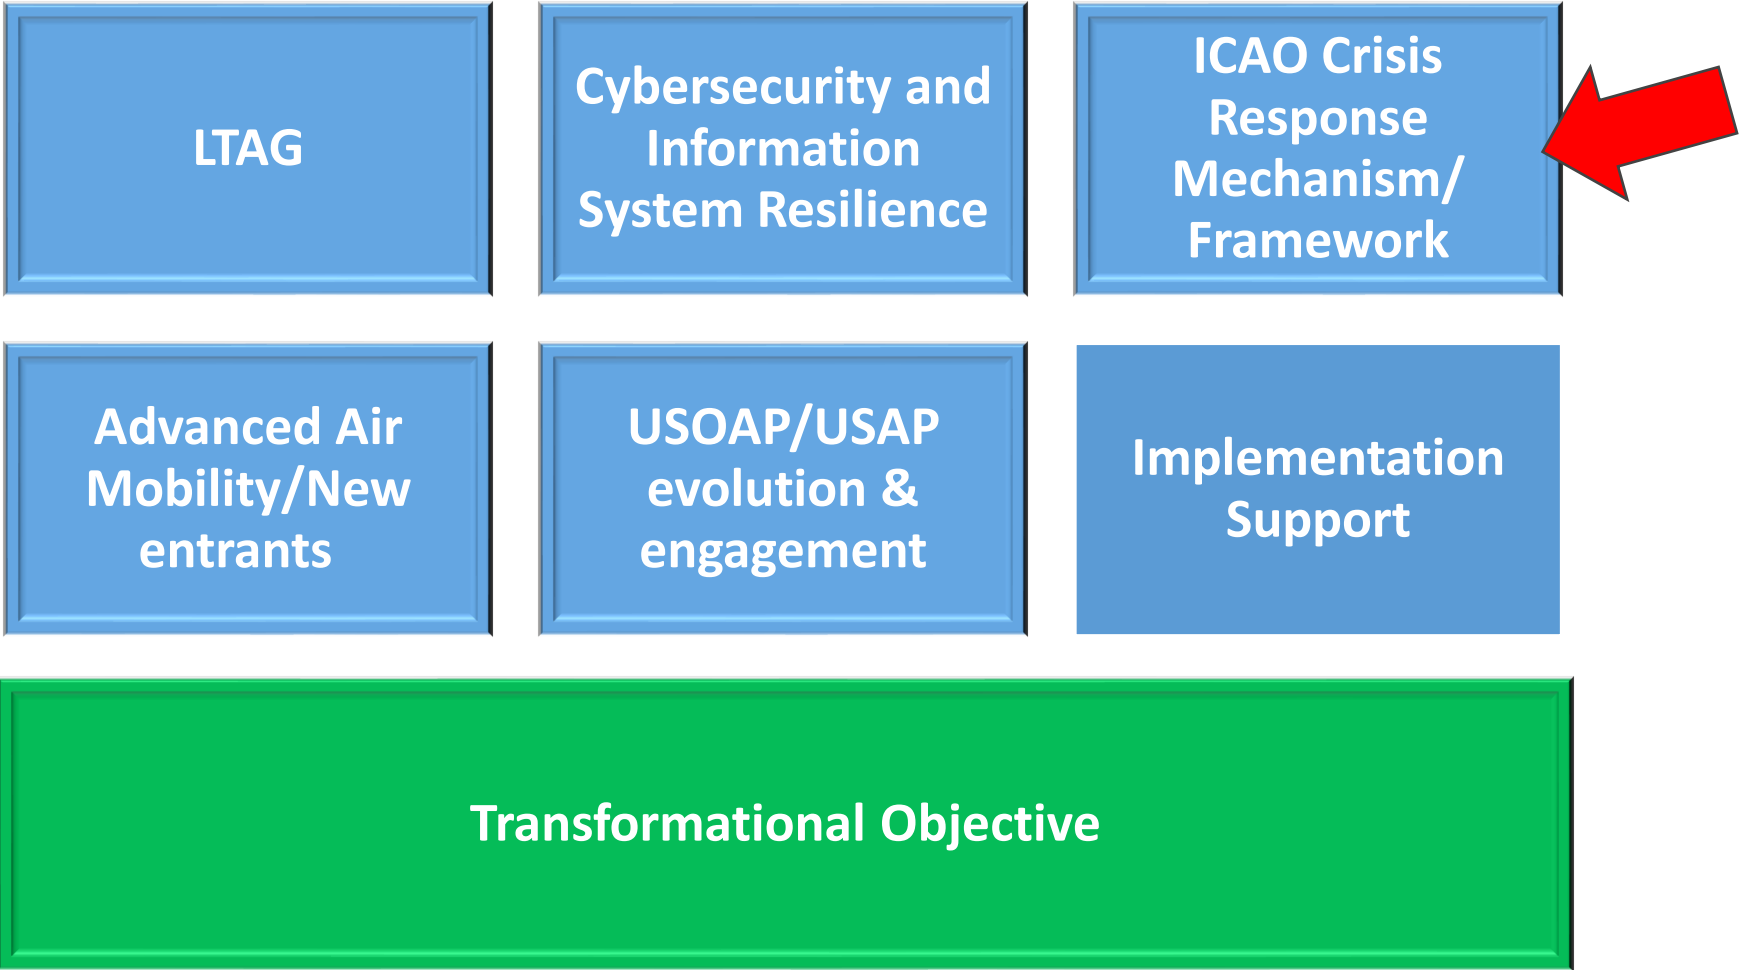 LTAG
Cybersecurity and
Information
System Resilience
ICAO Crisis
Response
Mechanism/
Framework
Advanced Air
Mobility/New
entrants
USOAP/USAP
evolution &
engagement
Implementation
Support
Transformational Objective